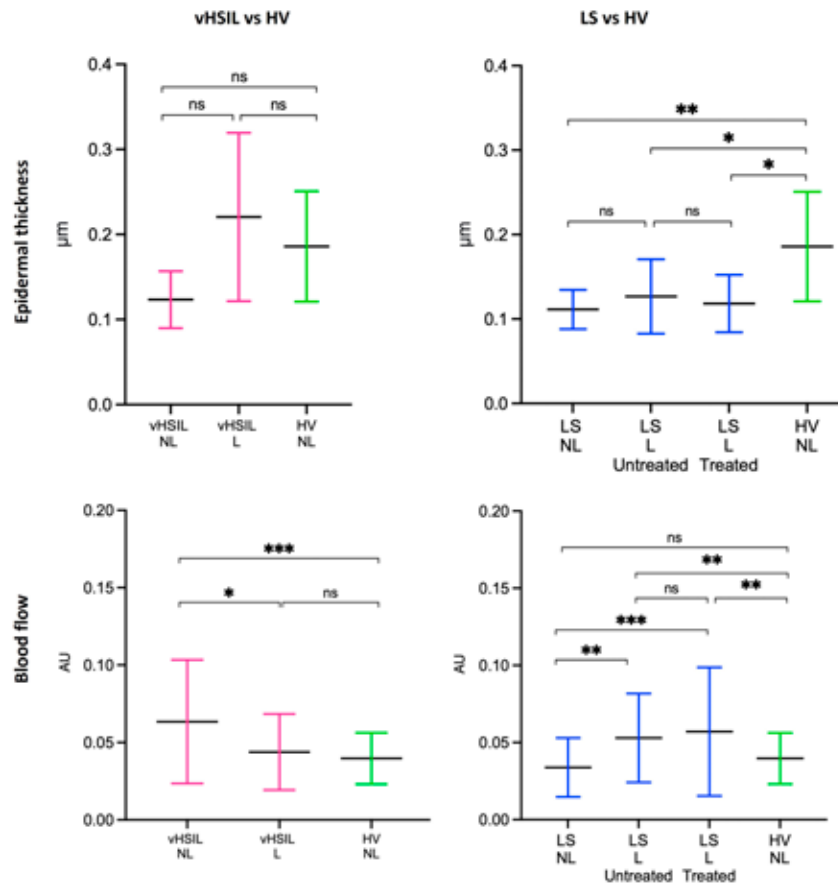 vHSIL vs HV
LS vs HV
Epidermal thickness
µm
0.4
0.3
0.2
0.1
0.0
ns
ns
ns
vHSIL
NL
vHSIL
L
HV
NL
µm
0.4
0.3
0.2
0.1
0.0
**
*
*
ns
ns
LS
NL
LS
L
Untreated
LS
L
Treated
HV
NL
Blood flow
AU
0.20
0.15
0.10
0.05
0.00
***
*
ns
vHSIL
NL
vHSIL
L
HV
NL
AU
0.20
0.15
0.10
0.05
0.00
ns
**
ns
**
***
**
LS
NL
LS
L
Untreated
LS
L
Treated
HV
NL